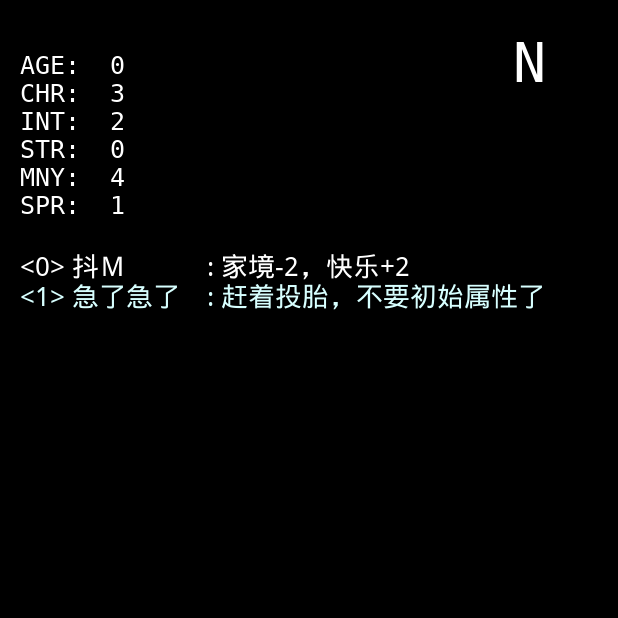 N
AGE: 0
CHR: 3
INT: 2
STR: 0
MNY: 4
SPR: 1
<0> 抖M : 家境-2，快乐+2
<1> 急了急了 : 赶着投胎，不要初始属性了